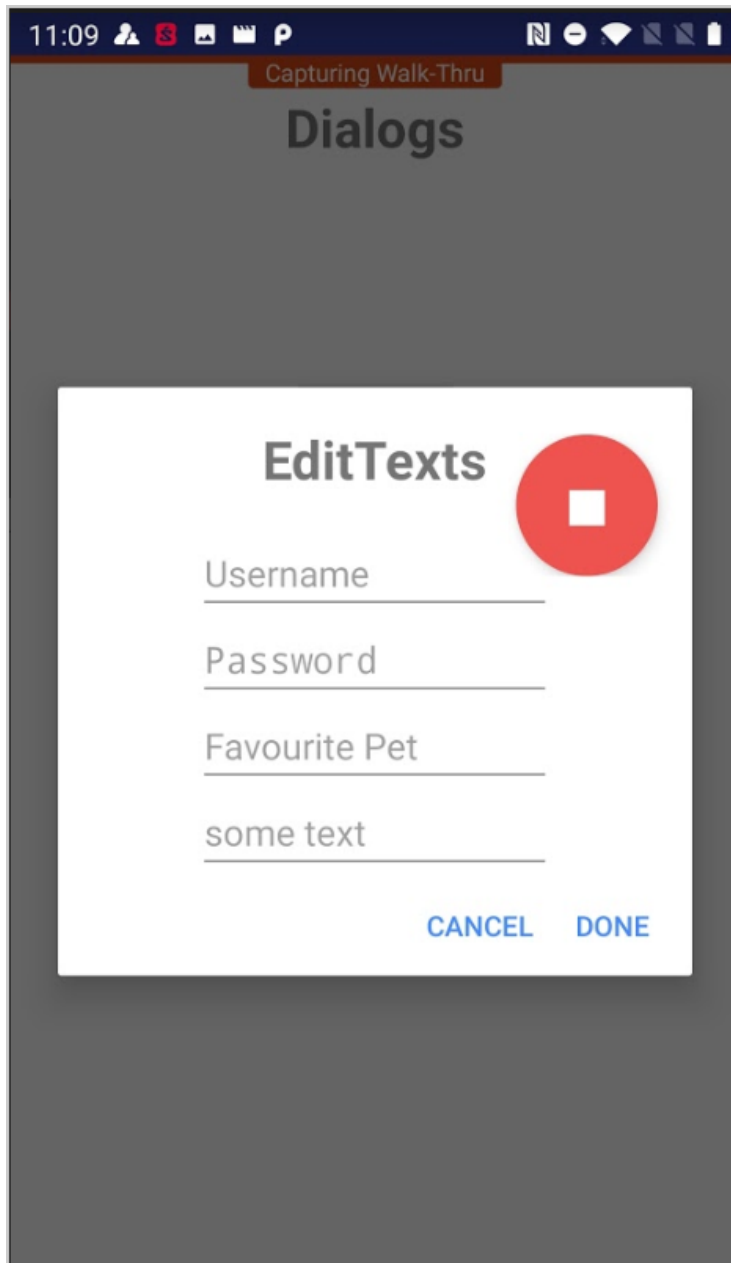 11:09
Capturing Walk-Thru
Dialogs
EditTexts
Username
Password
Favourite Pet
some text
CANCEL DONE